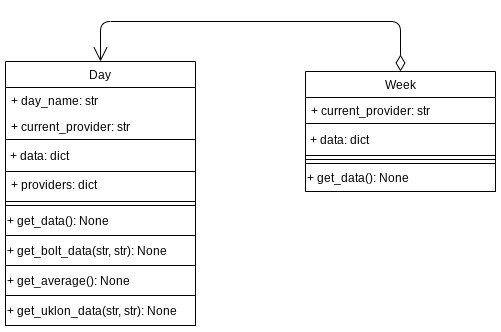 Day
+ day_name: str
+ current_provider: str
+ data: dict
+ providers: dict
+ get_data(): None
+ get_bolt_data(str, str): None
+ get_average(): None
+ get_uklon_data(str, str): None
Week
+ current_provider: str
+ data: dict
+ get_data(): None